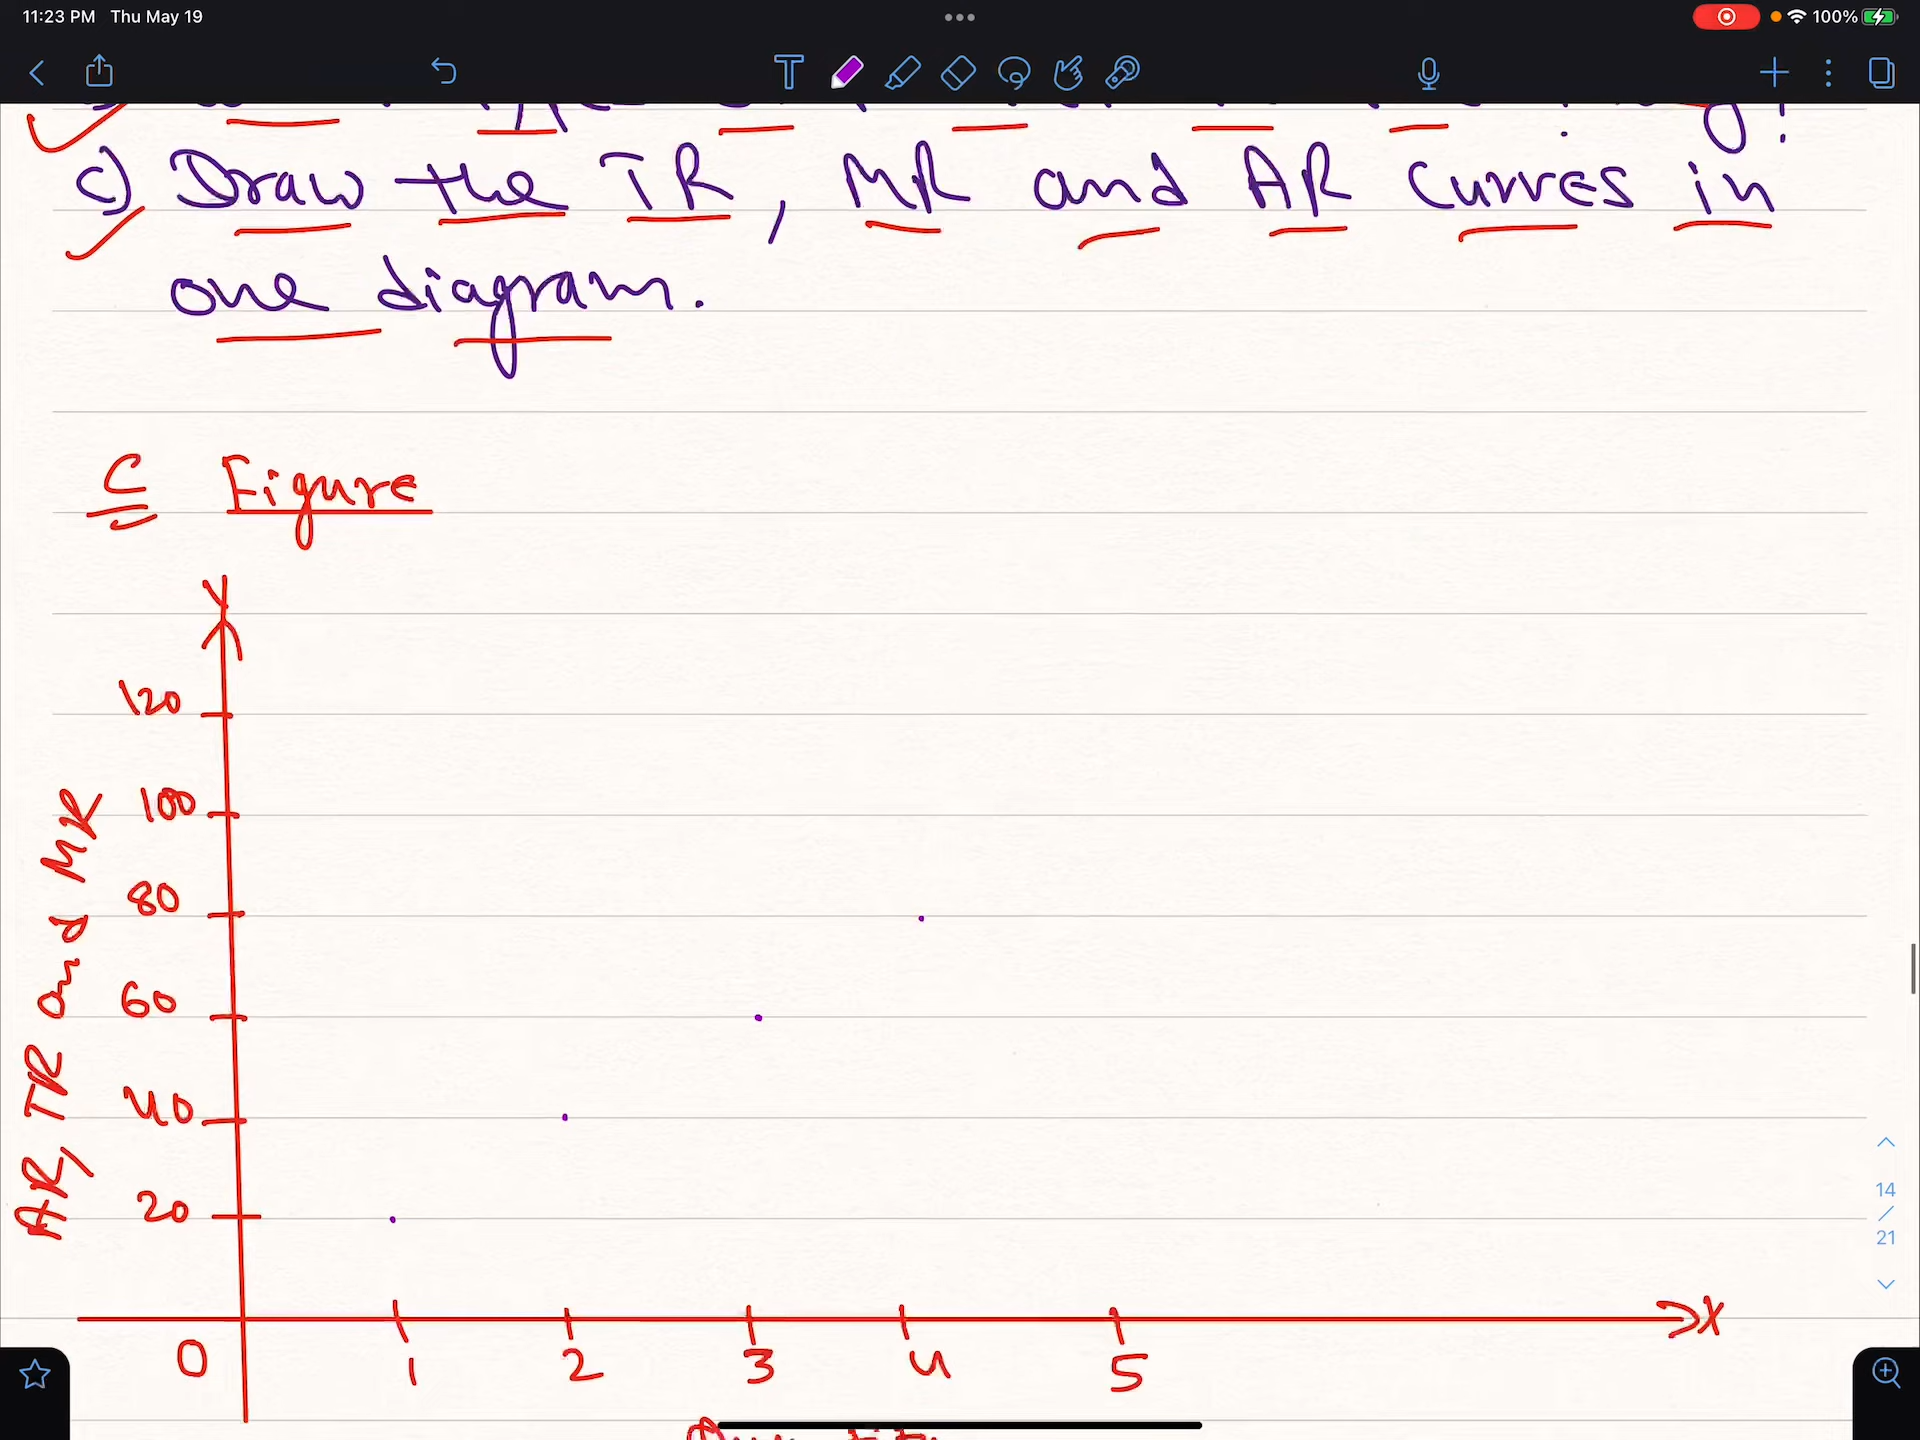 11:23 PM Thu May 19
100%
c) Draw the TR, MR and AR Curves in
one diagram.
C Figure
Y
120
100
80
60
40
20
AR, TR and MR
0 1 2 3 4 5 X
14
/
21